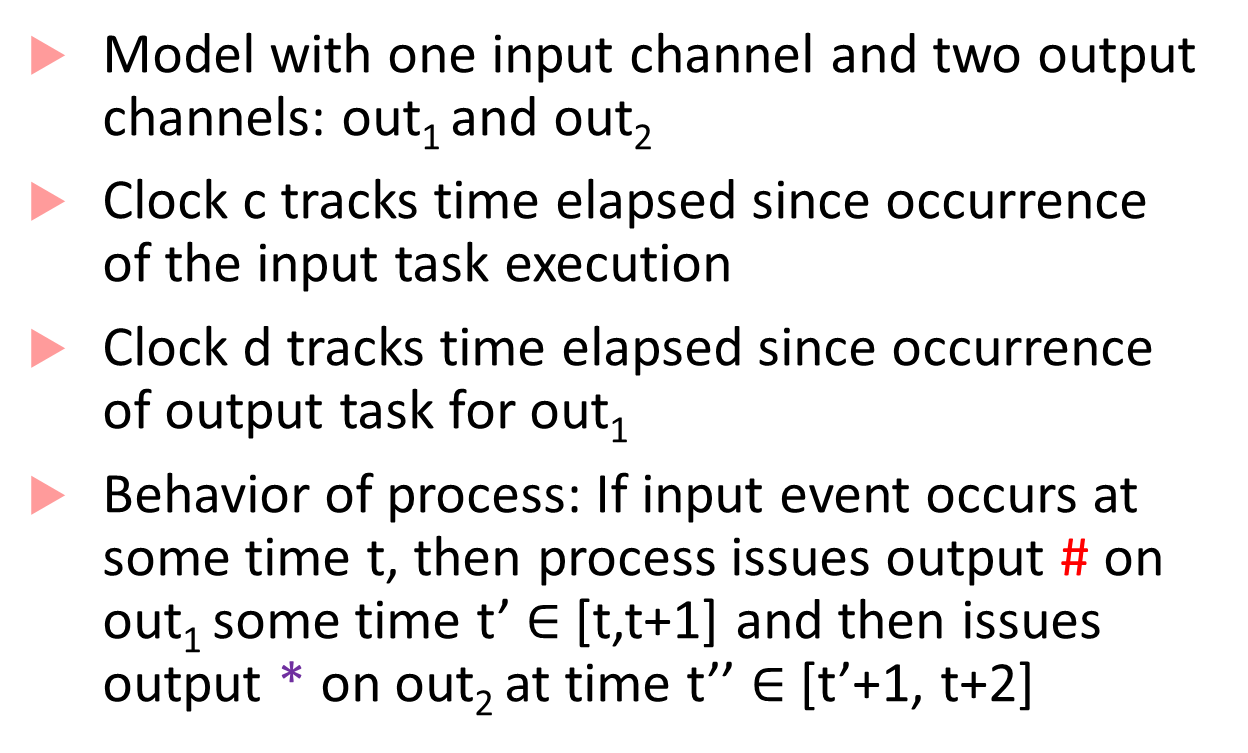 Model with one input channel and two output
channels: out₁ and out₂
Clock c tracks time elapsed since occurrence
of the input task execution
Clock d tracks time elapsed since occurrence
of output task for out₁
Behavior of process: If input event occurs at
some time t, then process issues output # on
out₁ some time t’ ∈ [t,t+1] and then issues
output * on out₂ at time t’’ ∈ [t’+1, t+2]